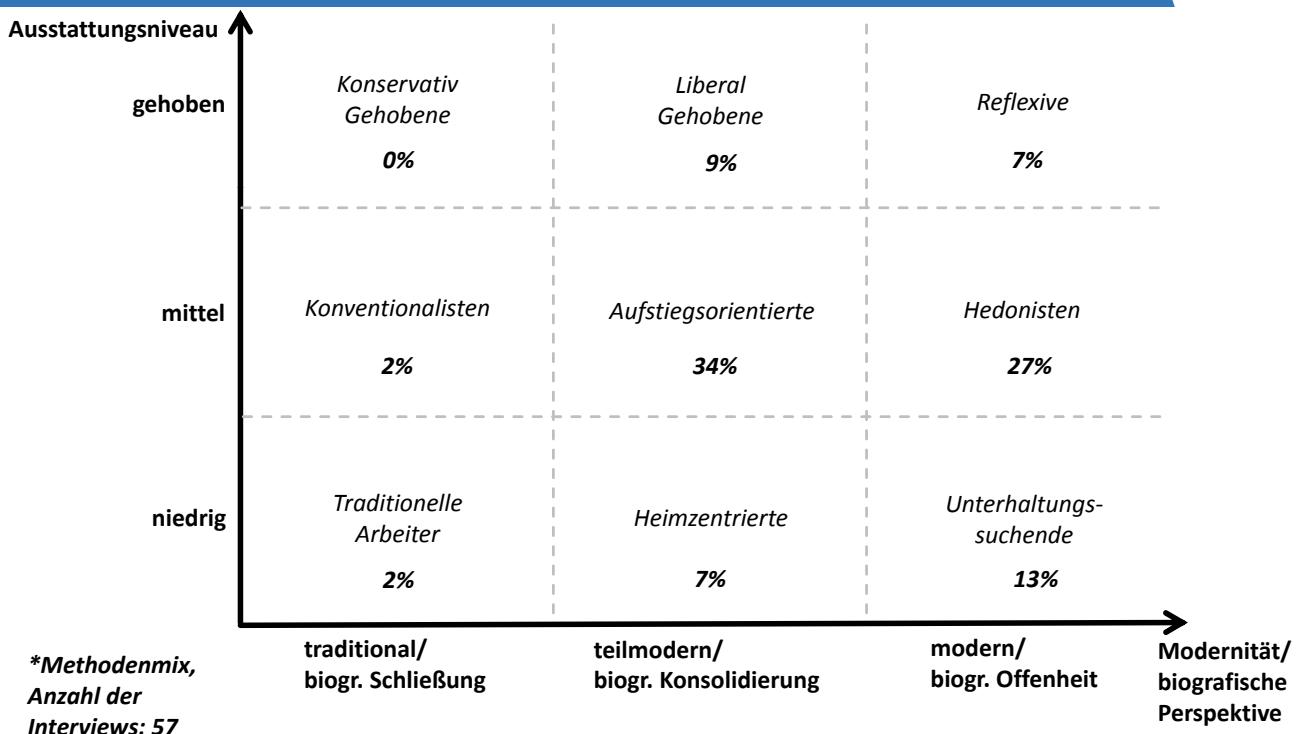 Ausstattungsniveau
gehoben
Konservativ
Gehobene
0%
Liberal
Gehobene
9%
Reflexive
7%
mittel
Konventionalisten
2%
Aufstiegsorientierte
34%
Hedonisten
27%
niedrig
Traditionelle
Arbeiter
2%
Heimzentrierte
7%
Unterhaltungs-
suchende
13%
traditional/
biogr. Schließung
teilmodern/
biogr. Konsolidierung
modern/
biogr. Offenheit
Modernität/
biografische
Perspektive
*Methodenmix,
Anzahl der
Interviews: 57